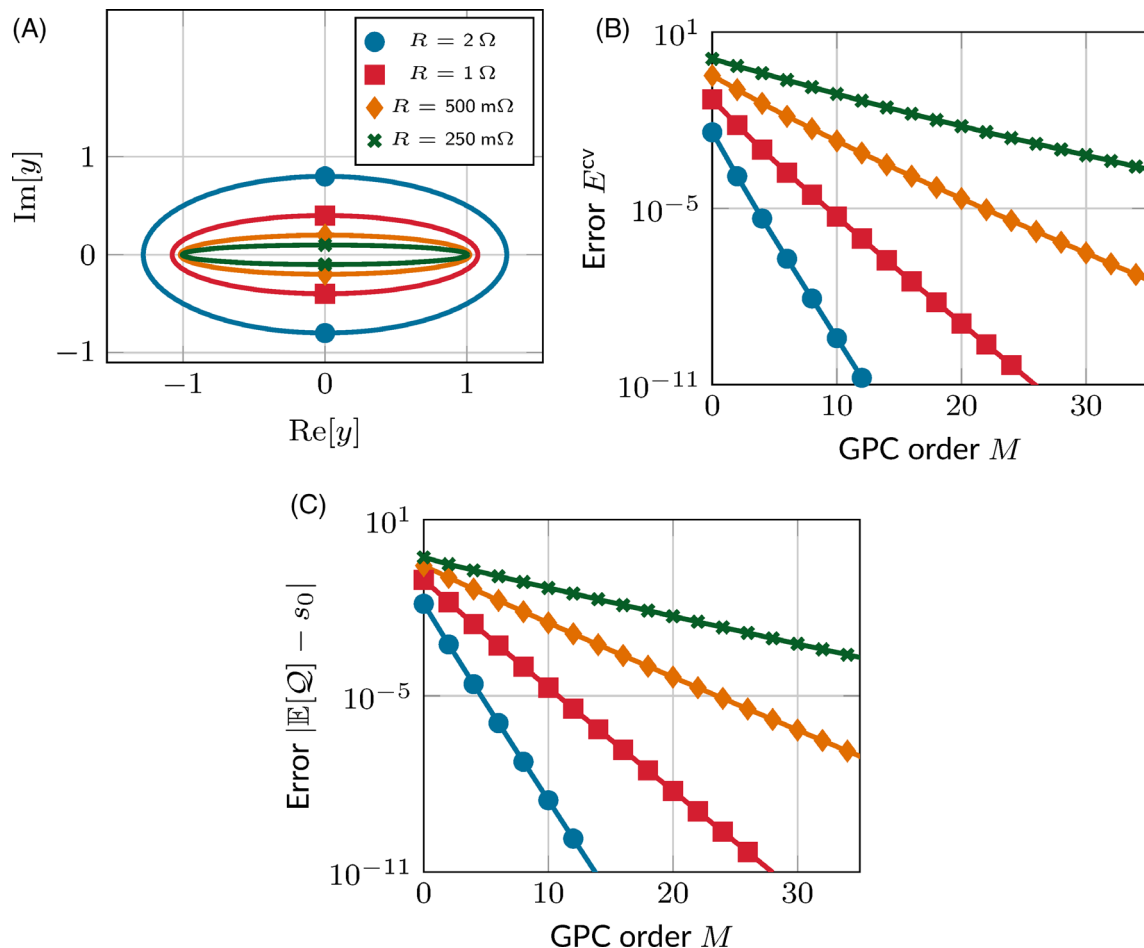 (A)
Im[y]
1
0
−1
−1
0
1
Re[y]
R = 2 Ω
R = 1 Ω
R = 500 mΩ
R = 250 mΩ
(B)
Error E^cv
10^1
10^−5
10^−11
0
10
20
30
GPC order M
(C)
Error |𝔼[𝒬] − s₀|
10^1
10^−5
10^−11
0
10
20
30
GPC order M